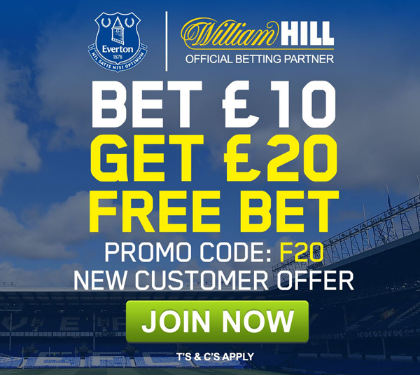 Everton
1878
NIL SATIS NISI OPTIMUM
William HILL
OFFICIAL BETTING PARTNER
BET £10
GET £20
FREE BET
PROMO CODE: F20
NEW CUSTOMER OFFER
JOIN NOW
T'S & C'S APPLY